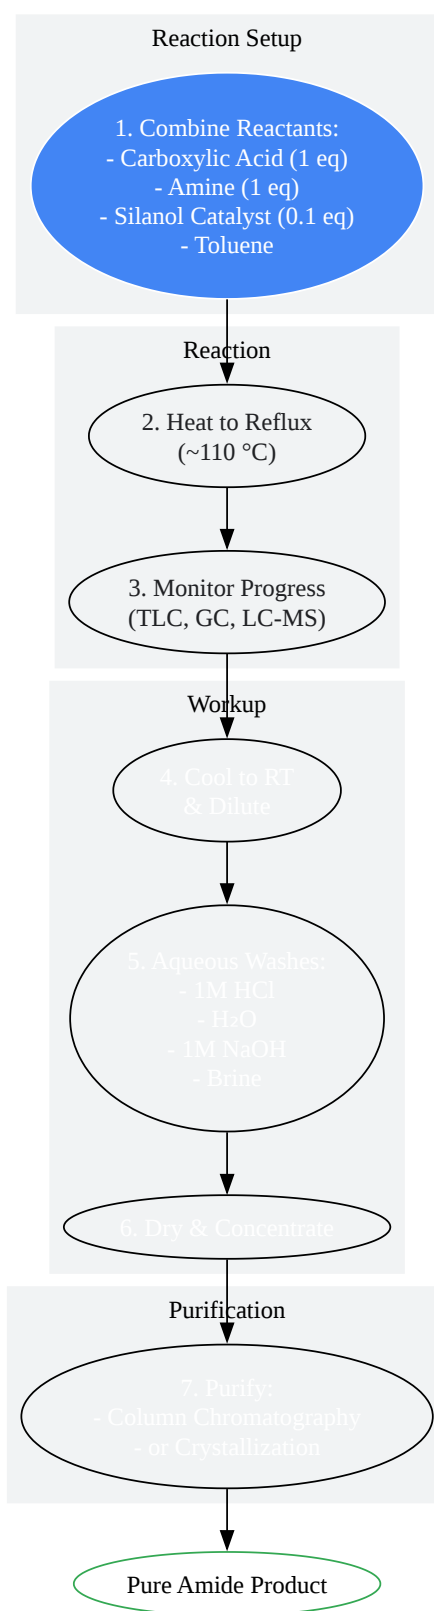 Reaction Setup
1. Combine Reactants:
- Carboxylic Acid (1 eq)
- Amine (1 eq)
- Silanol Catalyst (0.1 eq)
- Toluene
Reaction
2. Heat to Reflux
(~110 °C)
3. Monitor Progress
(TLC, GC, LC-MS)
Workup
4. Cool to RT
& Dilute
5. Aqueous Washes:
- 1M HCl
- H₂O
- 1M NaOH
- Brine
6. Dry & Concentrate
Purification
7. Purify:
- Column Chromatography
- or Crystallization
Pure Amide Product